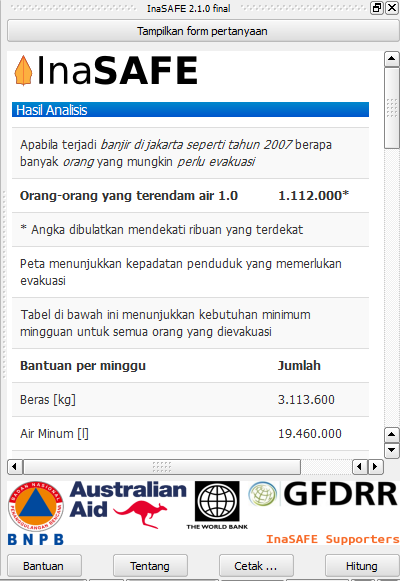 InaSAFE 2.1.0 final
Tampilkan form pertanyaan
InaSAFE
Hasil Analisis
Apabila terjadi banjir di jakarta seperti tahun 2007 berapa
banyak orang yang mungkin perlu evakuasi
Orang-orang yang terendam air 1.0 1.112.000*
* Angka dibulatkan mendekati ribuan yang terdekat
Peta menunjukkan kepadatan penduduk yang memerlukan
evakuasi
Tabel di bawah ini menunjukkan kebutuhan minimum
mingguan untuk semua orang yang dievakuasi
Bantuan per minggu Jumlah
Beras [kg] 3.113.600
Air Minum [l] 19.460.000
BNPB
Australian
Aid
THE WORLD BANK
GFDRR
InaSAFE Supporters
Bantuan Tentang Cetak ... Hitung